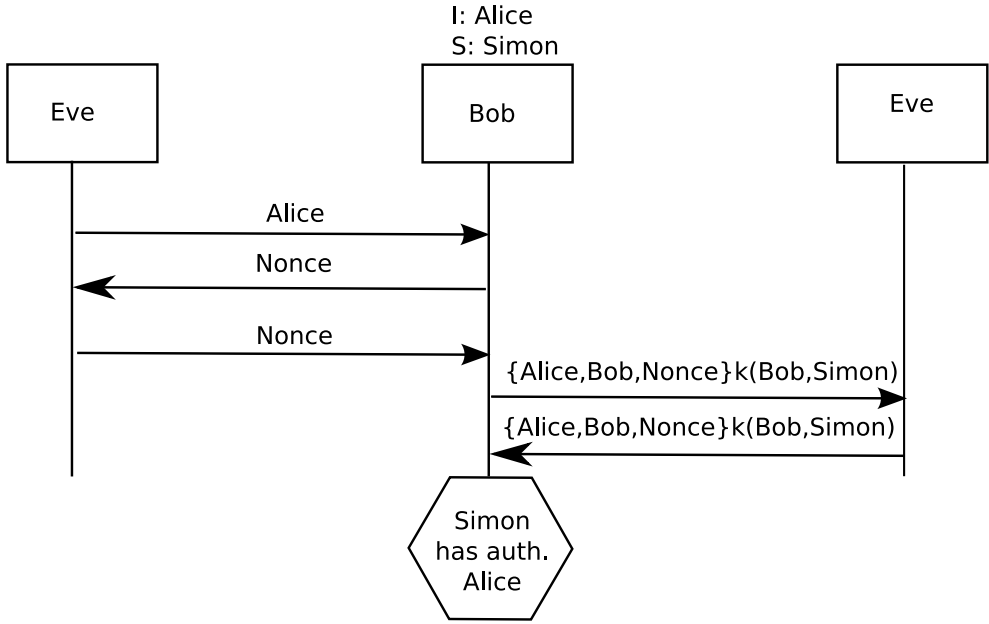 I: Alice
S: Simon
Eve
Bob
Eve
Alice
Nonce
Nonce
{Alice,Bob,Nonce}k(Bob,Simon)
{Alice,Bob,Nonce}k(Bob,Simon)
Simon
has auth.
Alice